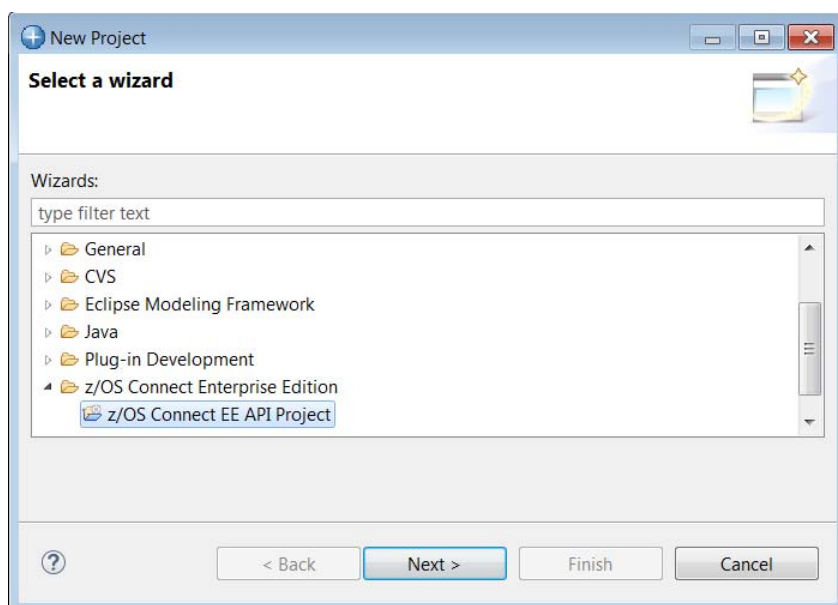 New Project
Select a wizard
Wizards:
type filter text
General
CVS
Eclipse Modeling Framework
Java
Plug-in Development
z/OS Connect Enterprise Edition
z/OS Connect EE API Project
?
< Back Next > Finish Cancel